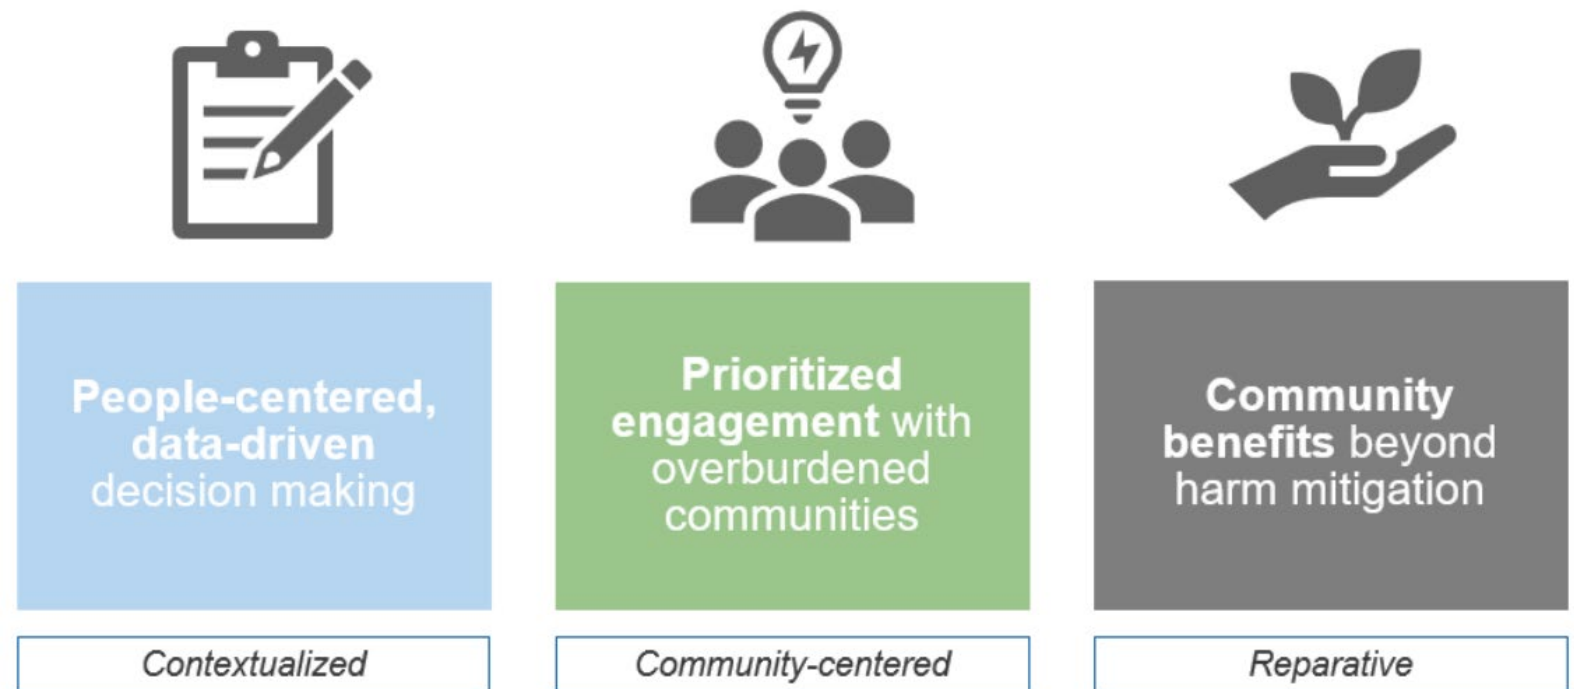 People-centered,
data-driven
decision making
Prioritized
engagement with
overburdened
communities
Community
benefits beyond
harm mitigation
Contextualized
Community-centered
Reparative